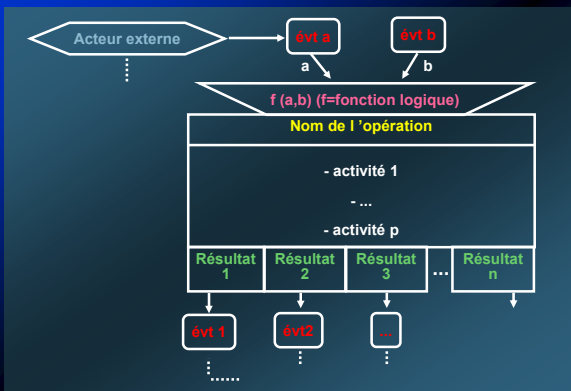 Acteur externe
évt a
évt b
a
b
f (a,b) (f=fonction logique)
Nom de l ’opération
- activité 1
- ...
- activité p
Résultat 1
Résultat 2
Résultat 3
...
Résultat n
évt 1
évt2
...